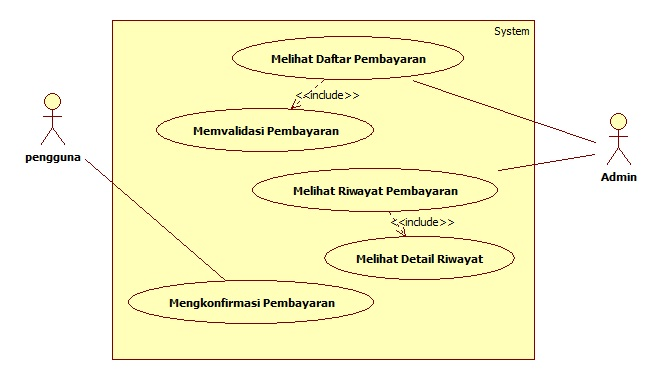 System
Melihat Daftar Pembayaran
<<include>>
Memvalidasi Pembayaran
pengguna
Admin
Melihat Riwayat Pembayaran
<<include>>
Melihat Detail Riwayat
Mengkonfirmasi Pembayaran